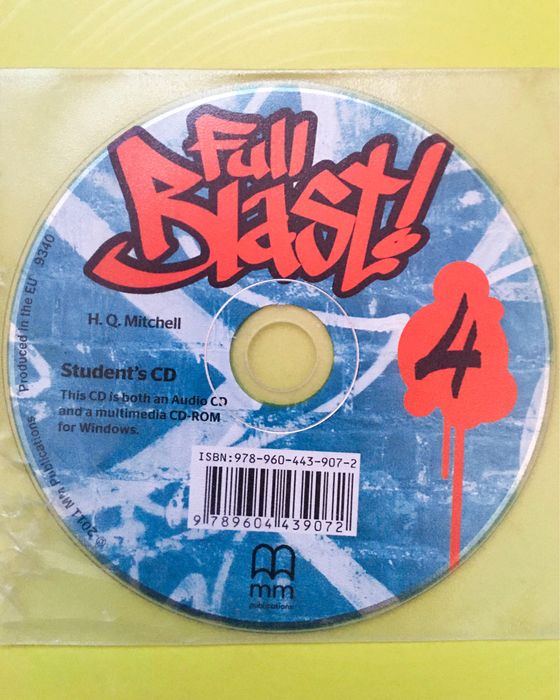 Full
Blast!
4
H. Q. Mitchell
Student's CD
This CD is both an Audio CD
and a multimedia CD-ROM
for Windows.
ISBN:978-960-443-907-2
9 789604 439072
mm
publications
℗ 2011 MM Publications
Produced in the EU
9340